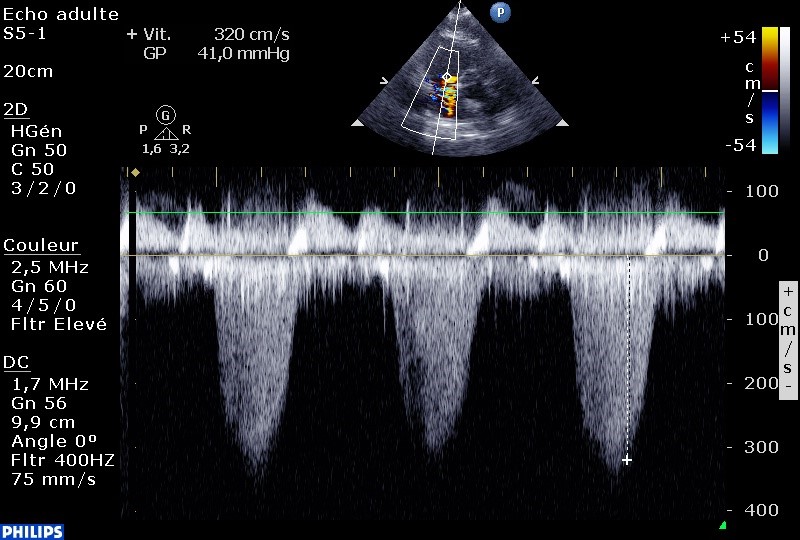 Echo adulte
S5-1
20cm
2D
HGén
Gn 50
C 50
3/2/0
Couleur
2,5 MHz
Gn 60
4/5/0
Fltr Elevé
DC
1,7 MHz
Gn 56
9,9 cm
Angle 0º
Fltr 400HZ
75 mm/s
PHILIPS
+ Vit. 320 cm/s
GP 41,0 mmHg
G
P R
1,6 3,2
P
+54
cm/s
-54
100
0
100
200
300
400
+
cm/s
-